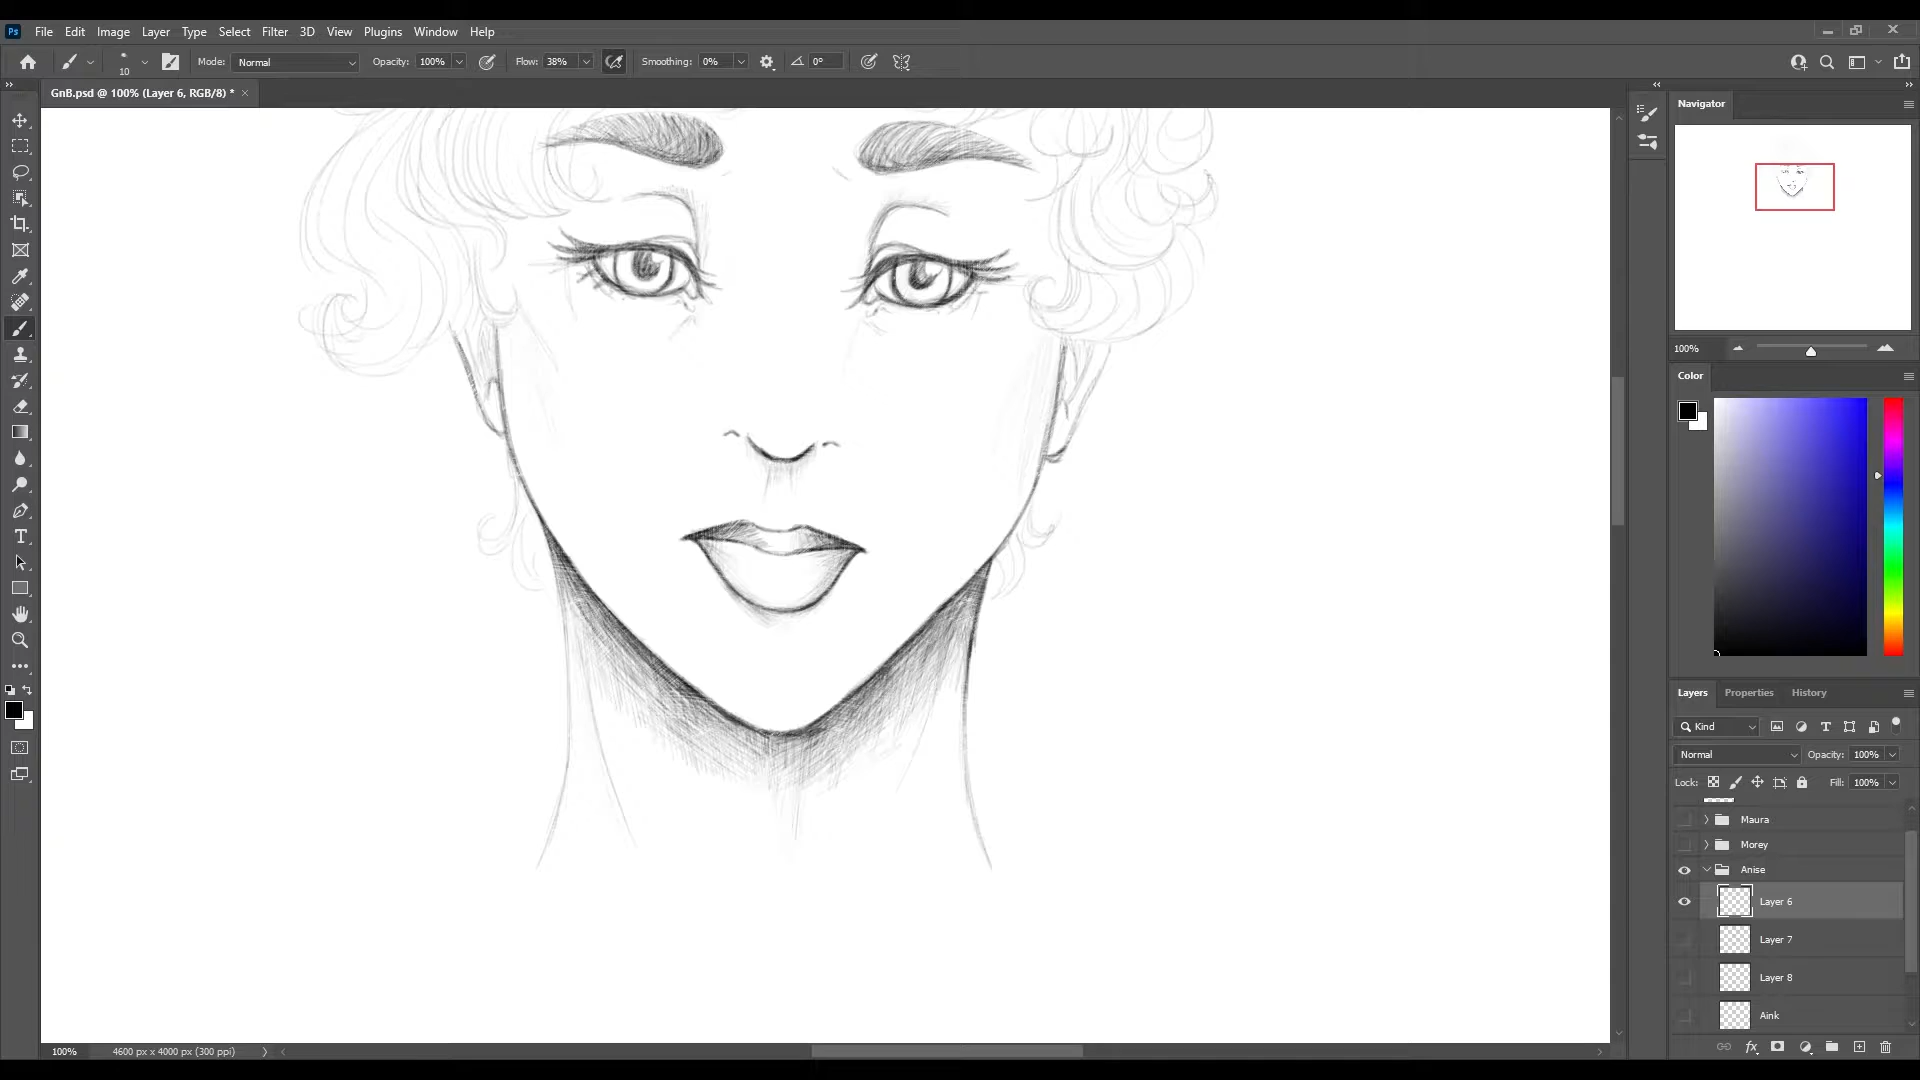 Ps File Edit Image Layer Type Select Filter 3D View Plugins Window Help
10 Mode: Normal Opacity: 100% Flow: 38% Smoothing: 0% 0°
GnB.psd @ 100% (Layer 6, RGB/8) *
Navigator
100%
Color
Layers Properties History
Kind
Normal Opacity: 100%
Lock: Fill: 100%
Maura
Morey
Anise
Layer 6
Layer 7
Layer 8
Aink
100% 4600 px x 4000 px (300 ppi)